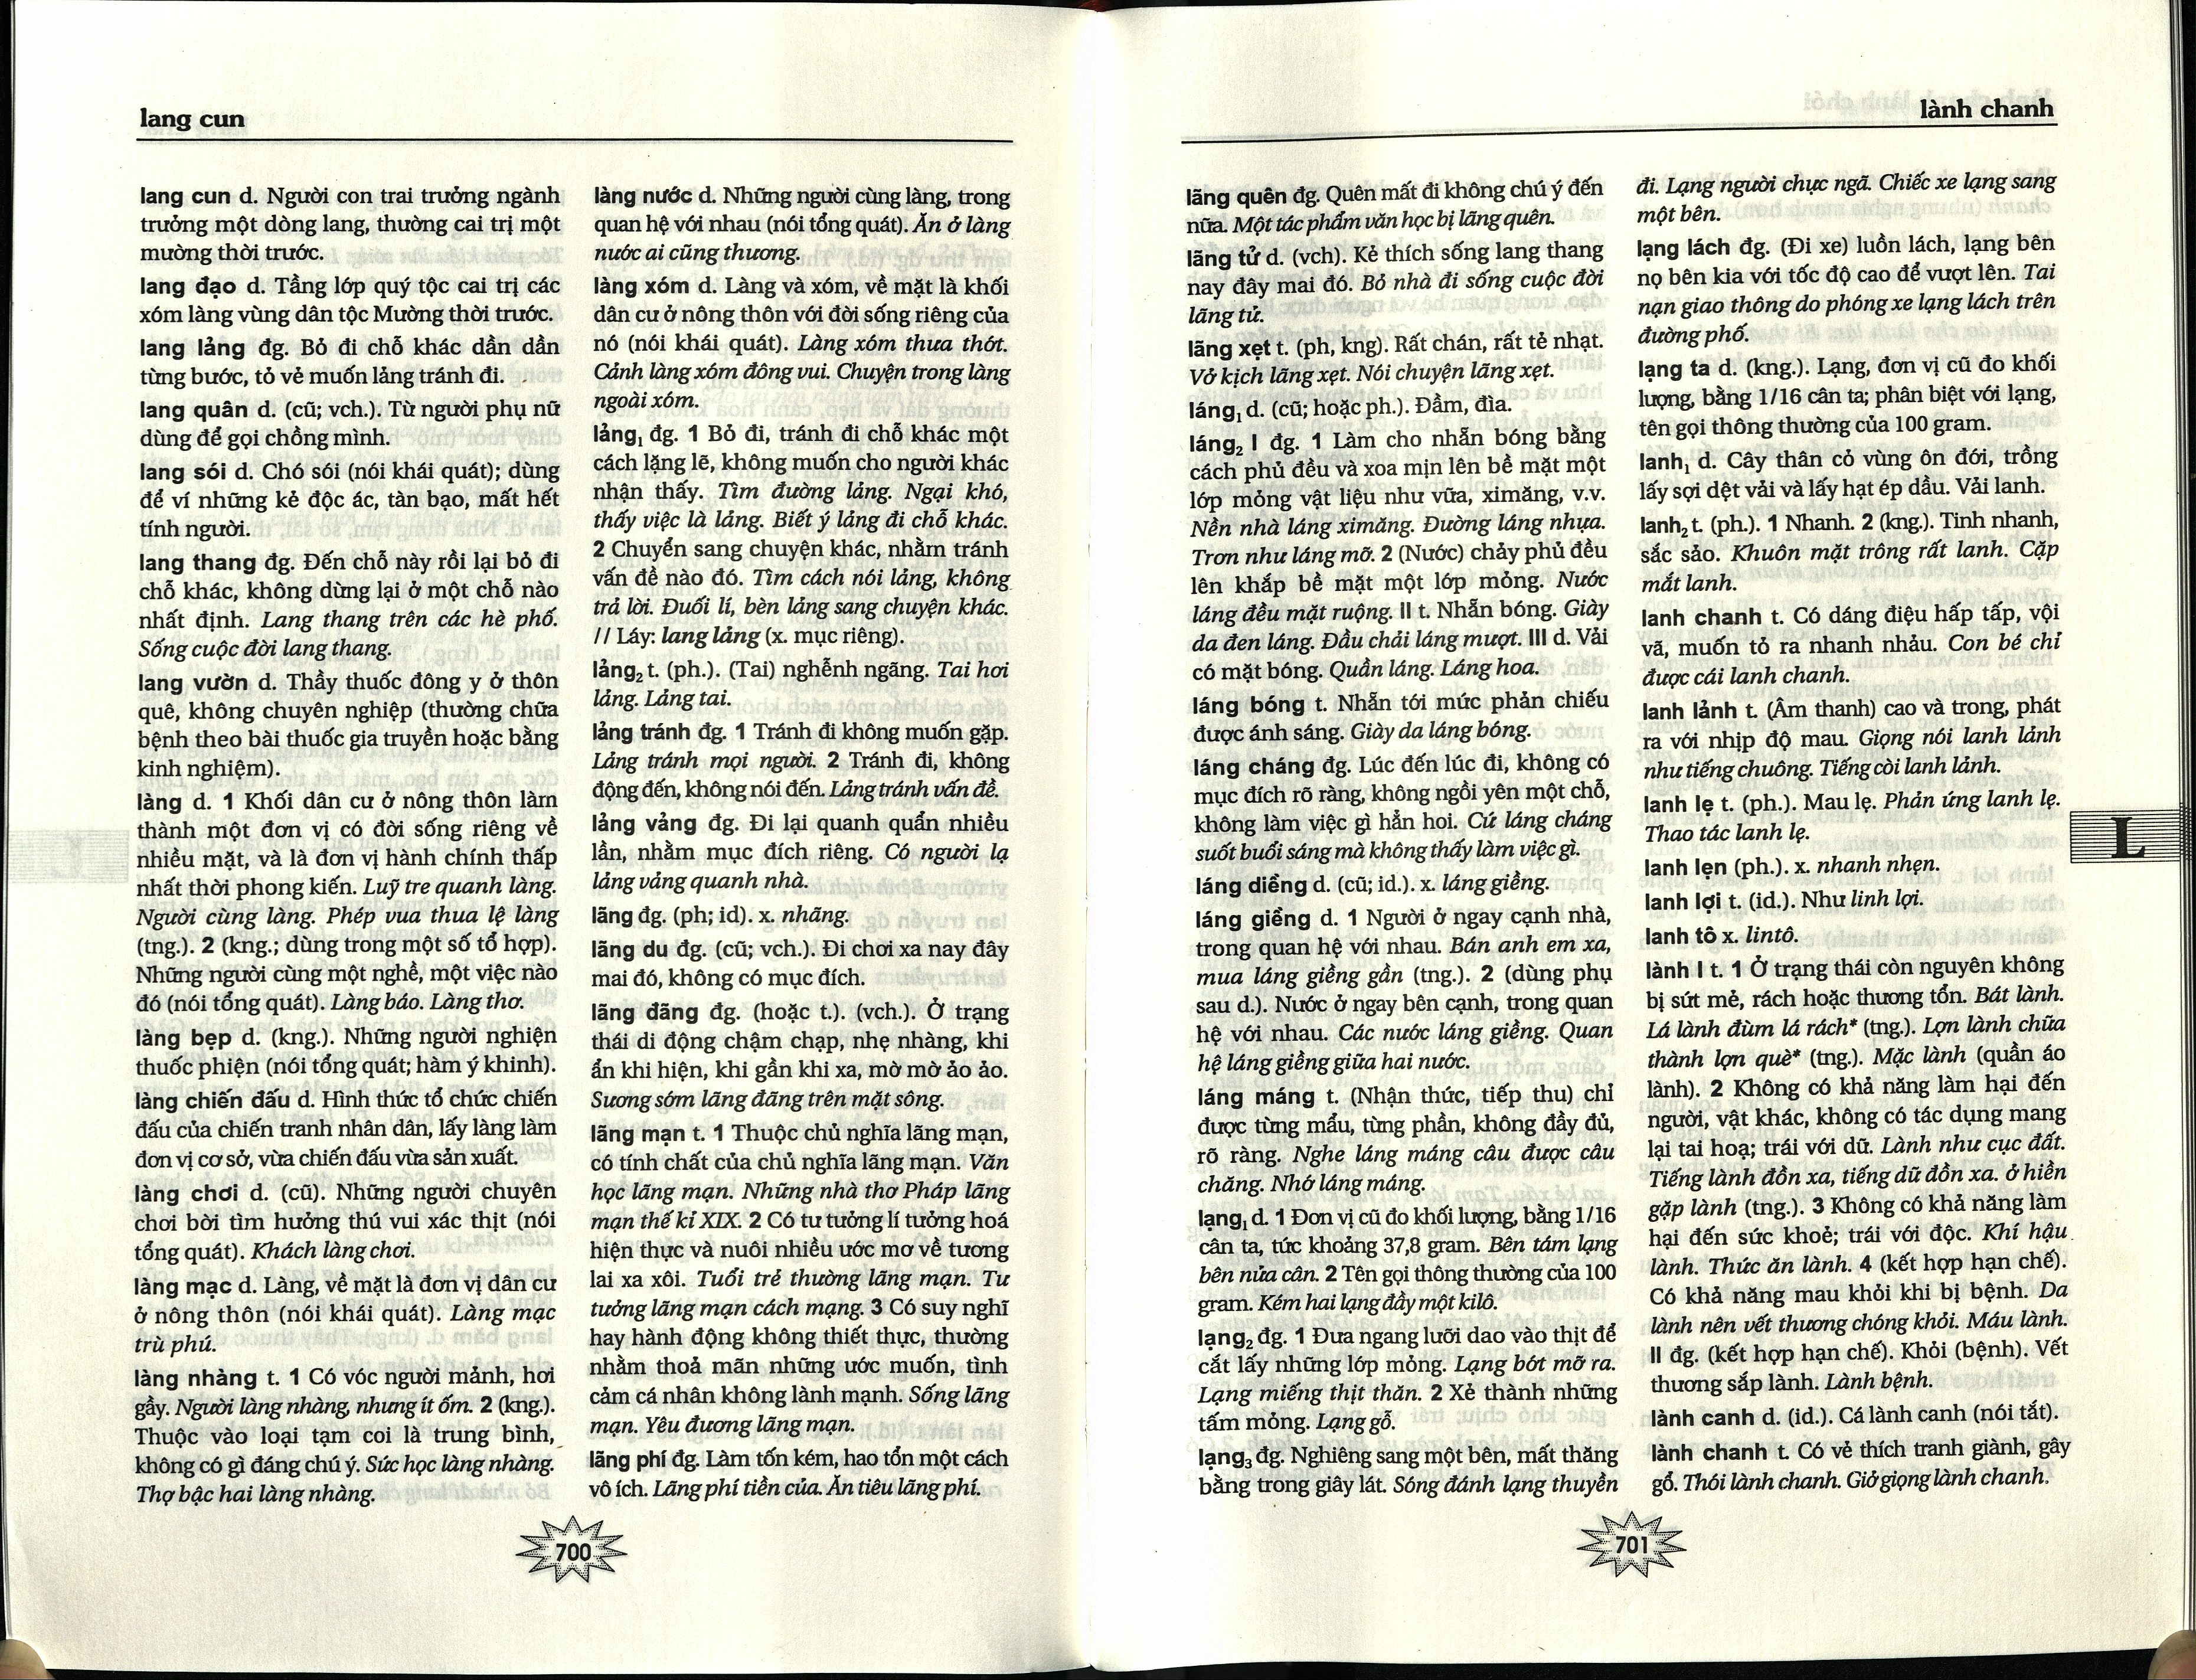 lang cun
lang cun d. Người con trai trưởng ngành
trưởng một dòng lang, thường cai trị một
mường thời trước.
lang đạo d. Tầng lớp quý tộc cai trị các
xóm làng vùng dân tộc Mường thời trước.
lang lảng đg. Bỏ đi chỗ khác dần dần
từng bước, tỏ vẻ muốn lảng tránh đi.
lang quân d. (cũ; vch.). Từ người phụ nữ
dùng để gọi chồng mình.
lang sói d. Chó sói (nói khái quát); dùng
để ví những kẻ độc ác, tàn bạo, mất hết
tính người.
lang thang đg. Đến chỗ này rồi lại bỏ đi
chỗ khác, không dừng lại ở một chỗ nào
nhất định. Lang thang trên các hè phố.
Sống cuộc đời lang thang.
lang vườn d. Thầy thuốc đông y ở thôn
quê, không chuyên nghiệp (thường chữa
bệnh theo bài thuốc gia truyền hoặc bằng
kinh nghiệm).
làng d. 1 Khối dân cư ở nông thôn làm
thành một đơn vị có đời sống riêng về
nhiều mặt, và là đơn vị hành chính thấp
nhất thời phong kiến. Luỹ tre quanh làng.
Người cùng làng. Phép vua thua lệ làng
(tng.). 2 (kng.; dùng trong một số tổ hợp).
Những người cùng một nghề, một việc nào
đó (nói tổng quát). Làng báo. Làng thơ.
làng bẹp d. (kng.). Những người nghiện
thuốc phiện (nói tổng quát; hàm ý khinh).
làng chiến đấu d. Hình thức tổ chức chiến
đấu của chiến tranh nhân dân, lấy làng làm
đơn vị cơ sở, vừa chiến đấu vừa sản xuất.
làng chơi d. (cũ). Những người chuyên
chơi bời tìm hưởng thú vui xác thịt (nói
tổng quát). Khách làng chơi.
làng mạc d. Làng, về mặt là đơn vị dân cư
ở nông thôn (nói khái quát). Làng mạc
trù phú.
làng nhàng t. 1 Có vóc người mảnh, hơi
gầy. Người làng nhàng, nhưng ít ốm. 2 (kng.).
Thuộc vào loại tạm coi là trung bình,
không có gì đáng chú ý. Sức học làng nhàng.
Thợ bậc hai làng nhàng.
làng nước d. Những người cùng làng, trong
quan hệ với nhau (nói tổng quát). Ăn ở làng
nước ai cũng thương.
làng xóm d. Làng và xóm, về mặt là khối
dân cư ở nông thôn với đời sống riêng của
nó (nói khái quát). Làng xóm thưa thớt.
Cảnh làng xóm đông vui. Chuyện trong làng
ngoài xóm.
lảng₁ đg. 1 Bỏ đi, tránh đi chỗ khác một
cách lặng lẽ, không muốn cho người khác
nhận thấy. Tìm đường lảng. Ngại khó,
thấy việc là lảng. Biết ý lảng đi chỗ khác.
2 Chuyển sang chuyện khác, nhằm tránh
vấn đề nào đó. Tìm cách nói lảng, không
trả lời. Đuối lí, bèn lảng sang chuyện khác.
// Láy: lang lảng (x. mục riêng).
lảng₂ t. (ph.). (Tai) nghễnh ngãng. Tai hơi
lảng. Lảng tai.
lảng tránh đg. 1 Tránh đi không muốn gặp.
Lảng tránh mọi người. 2 Tránh đi, không
động đến, không nói đến. Lảng tránh vấn đề.
lảng vảng đg. Đi lại quanh quẩn nhiều
lần, nhằm mục đích riêng. Có người lạ
lảng vảng quanh nhà.
lãng đg. (ph; id). x. nhãng.
lãng du đg. (cũ; vch.). Đi chơi xa nay đây
mai đó, không có mục đích.
lãng đãng đg. (hoặc t.). (vch.). Ở trạng
thái di động chậm chạp, nhẹ nhàng, khi
ẩn khi hiện, khi gần khi xa, mờ mờ ảo ảo.
Sương sớm lãng đãng trên mặt sông.
lãng mạn t. 1 Thuộc chủ nghĩa lãng mạn,
có tính chất của chủ nghĩa lãng mạn. Văn
học lãng mạn. Những nhà thơ Pháp lãng
mạn thế kỉ XIX. 2 Có tư tưởng lí tưởng hoá
hiện thực và nuôi nhiều ước mơ về tương
lai xa xôi. Tuổi trẻ thường lãng mạn. Tư
tưởng lãng mạn cách mạng. 3 Có suy nghĩ
hay hành động không thiết thực, thường
nhằm thoả mãn những ước muốn, tình
cảm cá nhân không lành mạnh. Sống lãng
mạn. Yêu đương lãng mạn.
lãng phí đg. Làm tốn kém, hao tổn một cách
vô ích. Lãng phí tiền của. Ăn tiêu lãng phí.
700
lành chanh
lãng quên đg. Quên mất đi không chú ý đến
nữa. Một tác phẩm văn học bị lãng quên.
lãng tử d. (vch). Kẻ thích sống lang thang
nay đây mai đó. Bỏ nhà đi sống cuộc đời
lãng tử.
lãng xẹt t. (ph, kng). Rất chán, rất tẻ nhạt.
Vở kịch lãng xẹt. Nói chuyện lãng xẹt.
láng₁ d. (cũ; hoặc ph.). Đầm, đìa.
láng₂ I đg. 1 Làm cho nhẵn bóng bằng
cách phủ đều và xoa mịn lên bề mặt một
lớp mỏng vật liệu như vữa, ximăng, v.v.
Nền nhà láng ximăng. Đường láng nhựa.
Trơn như láng mỡ. 2 (Nước) chảy phủ đều
lên khắp bề mặt một lớp mỏng. Nước
láng đều mặt ruộng. II t. Nhẵn bóng. Giày
da đen láng. Đầu chải láng mượt. III d. Vải
có mặt bóng. Quần láng. Láng hoa.
láng bóng t. Nhẵn tới mức phản chiếu
được ánh sáng. Giày da láng bóng.
láng cháng đg. Lúc đến lúc đi, không có
mục đích rõ ràng, không ngồi yên một chỗ,
không làm việc gì hẳn hoi. Cứ láng cháng
suốt buổi sáng mà không thấy làm việc gì.
láng diềng d. (cũ; id.). x. láng giềng.
láng giềng d. 1 Người ở ngay cạnh nhà,
trong quan hệ với nhau. Bán anh em xa,
mua láng giềng gần (tng.). 2 (dùng phụ
sau d.). Nước ở ngay bên cạnh, trong quan
hệ với nhau. Các nước láng giềng. Quan
hệ láng giềng giữa hai nước.
láng máng t. (Nhận thức, tiếp thu) chỉ
được từng mẩu, từng phần, không đầy đủ,
rõ ràng. Nghe láng máng câu được câu
chăng. Nhớ láng máng.
lạng₁ d. 1 Đơn vị cũ đo khối lượng, bằng 1/16
cân ta, tức khoảng 37,8 gram. Bên tám lạng
bên nửa cân. 2 Tên gọi thông thường của 100
gram. Kém hai lạng đầy một kilô.
lạng₂ đg. 1 Đưa ngang lưỡi dao vào thịt để
cắt lấy những lớp mỏng. Lạng bớt mỡ ra.
Lạng miếng thịt thăn. 2 Xẻ thành những
tấm mỏng. Lạng gỗ.
lạng₃ đg. Nghiêng sang một bên, mất thăng
bằng trong giây lát. Sóng đánh lạng thuyền
đi. Lạng người chực ngã. Chiếc xe lạng sang
một bên.
lạng lách đg. (Đi xe) luồn lách, lạng bên
nọ bên kia với tốc độ cao để vượt lên. Tai
nạn giao thông do phóng xe lạng lách trên
đường phố.
lạng ta d. (kng.). Lạng, đơn vị cũ đo khối
lượng, bằng 1/16 cân ta; phân biệt với lạng,
tên gọi thông thường của 100 gram.
lanh₁ d. Cây thân cỏ vùng ôn đới, trồng
lấy sợi dệt vải và lấy hạt ép dầu. Vải lanh.
lanh₂ t. (ph.). 1 Nhanh. 2 (kng.). Tinh nhanh,
sắc sảo. Khuôn mặt trông rất lanh. Cặp
mắt lanh.
lanh chanh t. Có dáng điệu hấp tấp, vội
vã, muốn tỏ ra nhanh nhảu. Con bé chỉ
được cái lanh chanh.
lanh lảnh t. (Âm thanh) cao và trong, phát
ra với nhịp độ mau. Giọng nói lanh lảnh
như tiếng chuông. Tiếng còi lanh lảnh.
lanh lẹ t. (ph.). Mau lẹ. Phản ứng lanh lẹ.
Thao tác lanh lẹ.
lanh lẹn (ph.). x. nhanh nhẹn.
lanh lợi t. (id.). Như linh lợi.
lanh tô x. lintô.
lành I t. 1 Ở trạng thái còn nguyên không
bị sứt mẻ, rách hoặc thương tổn. Bát lành.
Lá lành đùm lá rách* (tng.). Lợn lành chữa
thành lợn què* (tng.). Mặc lành (quần áo
lành). 2 Không có khả năng làm hại đến
người, vật khác, không có tác dụng mang
lại tai hoạ; trái với dữ. Lành như cục đất.
Tiếng lành đồn xa, tiếng dữ đồn xa. ở hiền
gặp lành (tng.). 3 Không có khả năng làm
hại đến sức khoẻ; trái với độc. Khí hậu
lành. Thức ăn lành. 4 (kết hợp hạn chế).
Có khả năng mau khỏi khi bị bệnh. Da
lành nên vết thương chóng khỏi. Máu lành.
II đg. (kết hợp hạn chế). Khỏi (bệnh). Vết
thương sắp lành. Lành bệnh.
lành canh d. (id.). Cá lành canh (nói tắt).
lành chanh t. Có vẻ thích tranh giành, gây
gổ. Thói lành chanh. Giở giọng lành chanh.
L
701